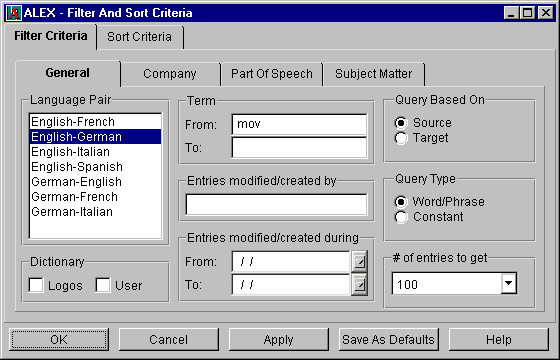 ALEX - Filter And Sort Criteria
Filter Criteria
Sort Criteria
General
Company
Part Of Speech
Subject Matter
Language Pair
English-French
English-German
English-Italian
English-Spanish
German-English
German-French
German-Italian
Dictionary
Logos
User
Term
From: mov
To:
Entries modified/created by
Entries modified/created during
From: / /
To: / /
Query Based On
Source
Target
Query Type
Word/Phrase
Constant
# of entries to get
100
OK
Cancel
Apply
Save As Defaults
Help